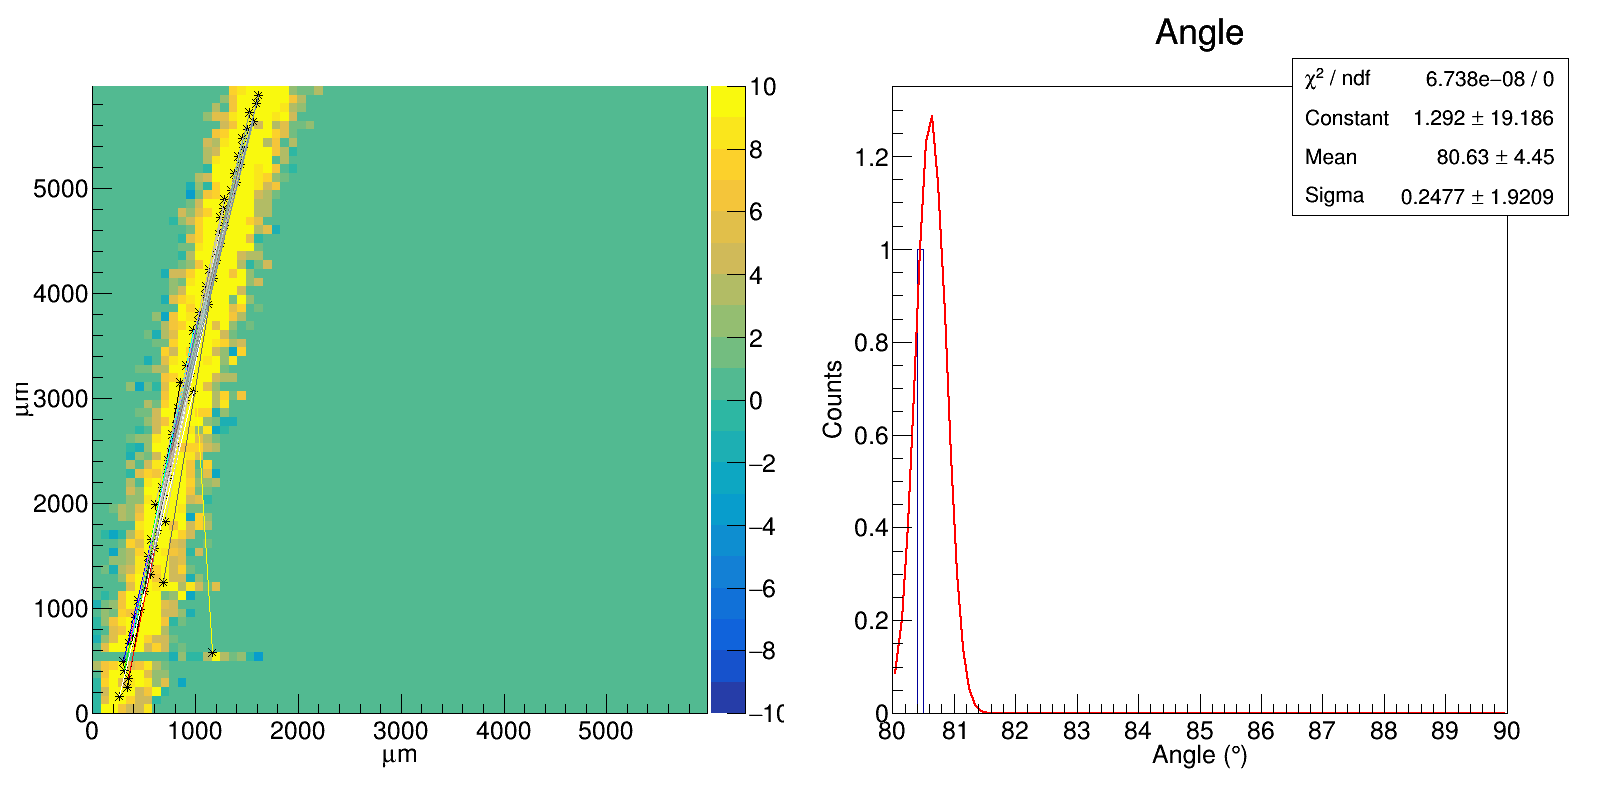 Angle
χ² / ndf 6.738e−08 / 0
Constant 1.292 ± 19.186
Mean 80.63 ± 4.45
Sigma 0.2477 ± 1.9209
μm
5000
4000
3000
2000
1000
0
0 1000 2000 3000 4000 5000
μm
10
8
6
4
2
0
−2
−4
−6
−8
−10
Counts
1.2
1
0.8
0.6
0.4
0.2
0
80 81 82 83 84 85 86 87 88 89 90
Angle (°)